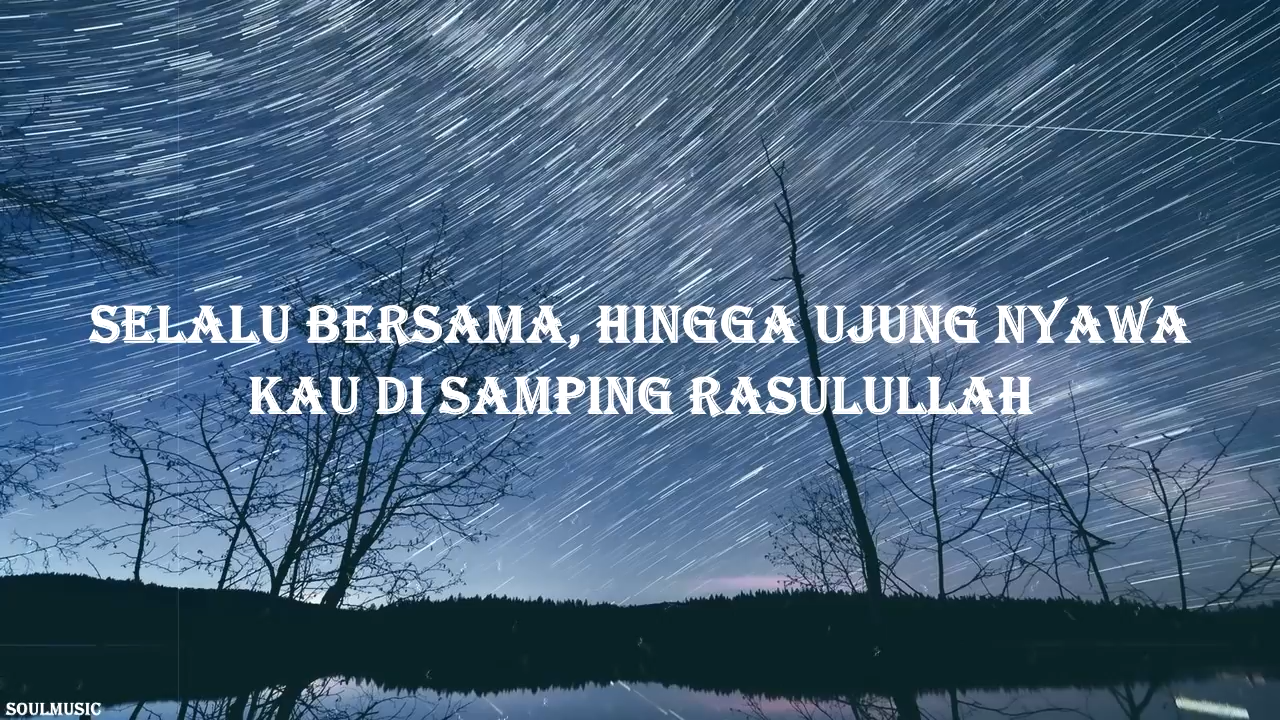 SELALU BERSAMA, HINGGA UJUNG NYAWA
KAU DI SAMPING RASULULLAH
SOULMUSIC